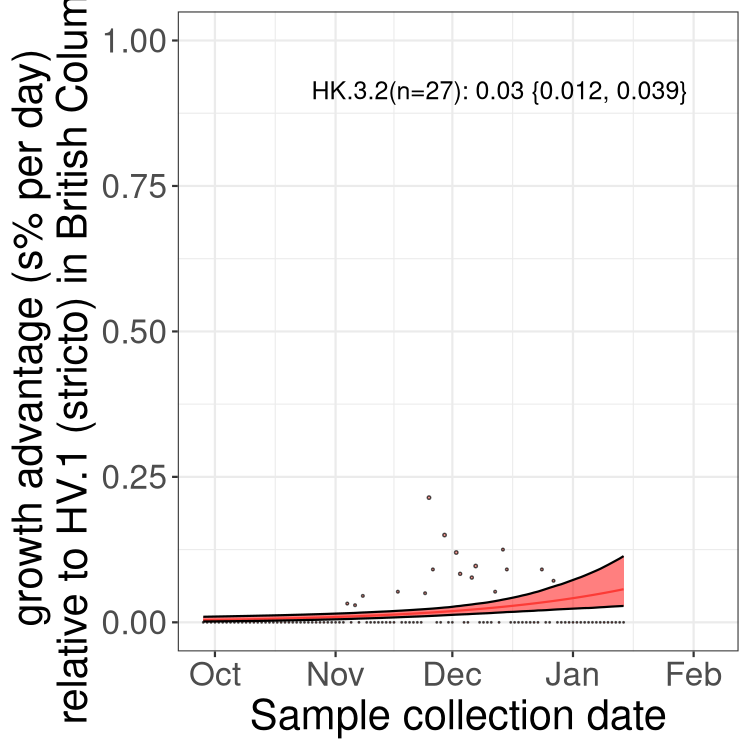 growth advantage (s% per day)
relative to HV.1 (stricto) in British Colum
1.00
0.75
0.50
0.25
0.00
HK.3.2(n=27): 0.03 {0.012, 0.039}
Oct Nov Dec Jan Feb
Sample collection date